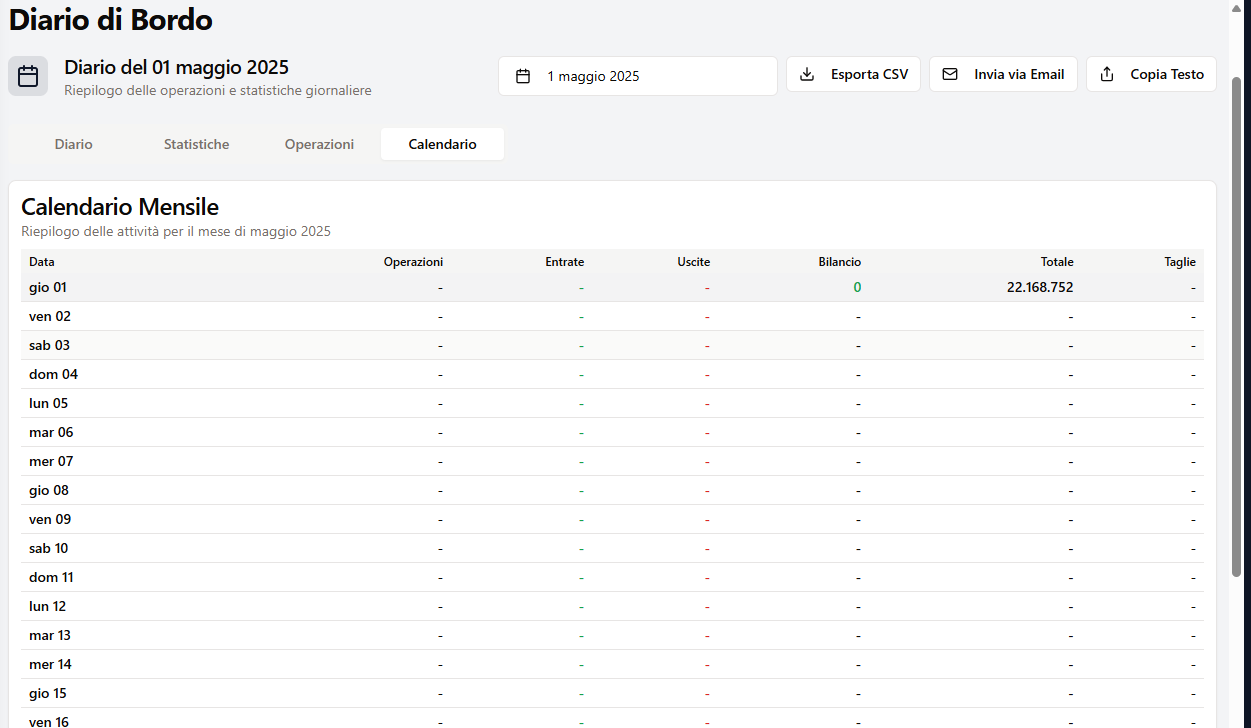 Diario di Bordo
Diario del 01 maggio 2025
Riepilogo delle operazioni e statistiche giornaliere
1 maggio 2025
Esporta CSV
Invia via Email
Copia Testo
Diario Statistiche Operazioni Calendario
Calendario Mensile
Riepilogo delle attività per il mese di maggio 2025
Data Operazioni Entrate Uscite Bilancio Totale Taglie
gio 01 - - - 0 22.168.752 -
ven 02 - - - - - -
sab 03 - - - - - -
dom 04 - - - - - -
lun 05 - - - - - -
mar 06 - - - - - -
mer 07 - - - - - -
gio 08 - - - - - -
ven 09 - - - - - -
sab 10 - - - - - -
dom 11 - - - - - -
lun 12 - - - - - -
mar 13 - - - - - -
mer 14 - - - - - -
gio 15 - - - - - -
ven 16 - - - - - -